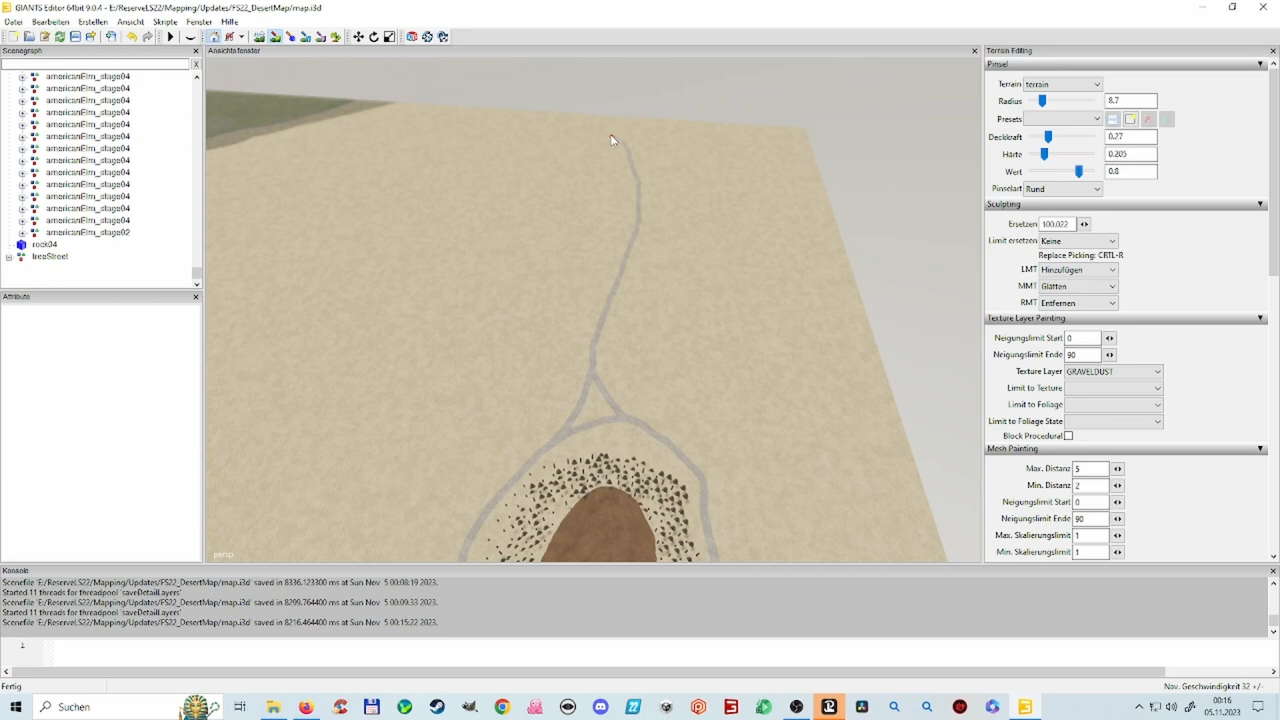 GIANTS Editor 64bit 9.0.4 - E:/ReserveLS22/Mapping/Updates/FS22_DesertMap/map.i3d
Datei Bearbeiten Erstellen Ansicht Skripte Fenster Hilfe
Scenegraph
americanElm_stage04
americanElm_stage04
americanElm_stage04
americanElm_stage04
americanElm_stage04
americanElm_stage04
americanElm_stage04
americanElm_stage04
americanElm_stage04
americanElm_stage04
americanElm_stage04
americanElm_stage04
americanElm_stage04
americanElm_stage02
rock04
treeStreet
Attribute
Ansichtsfenster
persp
Terrain Editing
Pinsel
Terrain terrain
Radius 8.7
Presets
Deckkraft 0.27
Härte 0.205
Wert 0.8
Pinselart Rund
Sculpting
Ersetzen 100.022
Limit ersetzen Keine
Replace Picking: CRTL-R
LMT Hinzufügen
MMT Glätten
RMT Entfernen
Texture Layer Painting
Neigungslimit Start 0
Neigungslimit Ende 90
Texture Layer GRAVELDUST
Limit to Texture
Limit to Foliage
Limit to Foliage State
Block Procedural
Mesh Painting
Max. Distanz 5
Min. Distanz 2
Neigungslimit Start 0
Neigungslimit Ende 90
Max. Skalierungslimit 1
Min. Skalierungslimit 1
Konsole
Scenefile 'E:/ReserveLS22/Mapping/Updates/FS22_DesertMap/map.i3d' saved in 8336.123300 ms at Sun Nov 5 00:08:19 2023.
Started 11 threads for threadpool 'saveDetailLayers'
Scenefile 'E:/ReserveLS22/Mapping/Updates/FS22_DesertMap/map.i3d' saved in 8299.764400 ms at Sun Nov 5 00:09:33 2023.
Started 11 threads for threadpool 'saveDetailLayers'
Scenefile 'E:/ReserveLS22/Mapping/Updates/FS22_DesertMap/map.i3d' saved in 8216.464400 ms at Sun Nov 5 00:15:22 2023.
1
Fertig
Nav. Geschwindigkeit 32 +/-
Suchen
00:16
05.11.2023